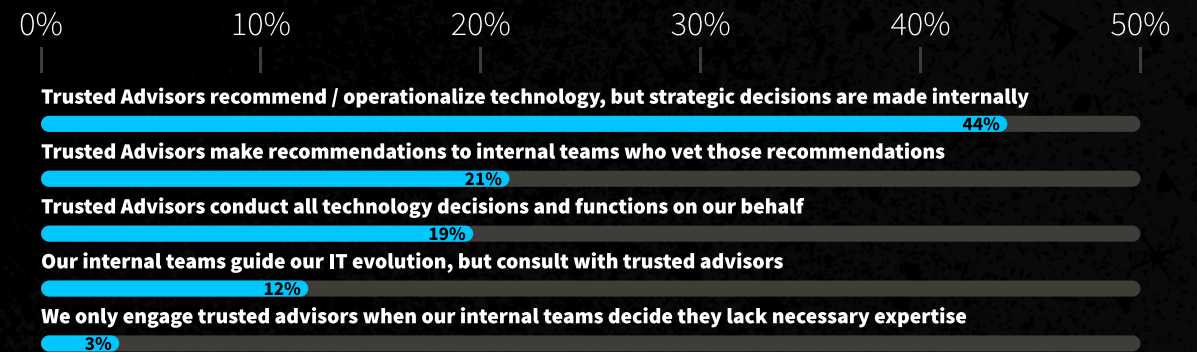 0% 10% 20% 30% 40% 50%
Trusted Advisors recommend / operationalize technology, but strategic decisions are made internally
44%
Trusted Advisors make recommendations to internal teams who vet those recommendations
21%
Trusted Advisors conduct all technology decisions and functions on our behalf
19%
Our internal teams guide our IT evolution, but consult with trusted advisors
12%
We only engage trusted advisors when our internal teams decide they lack necessary expertise
3%